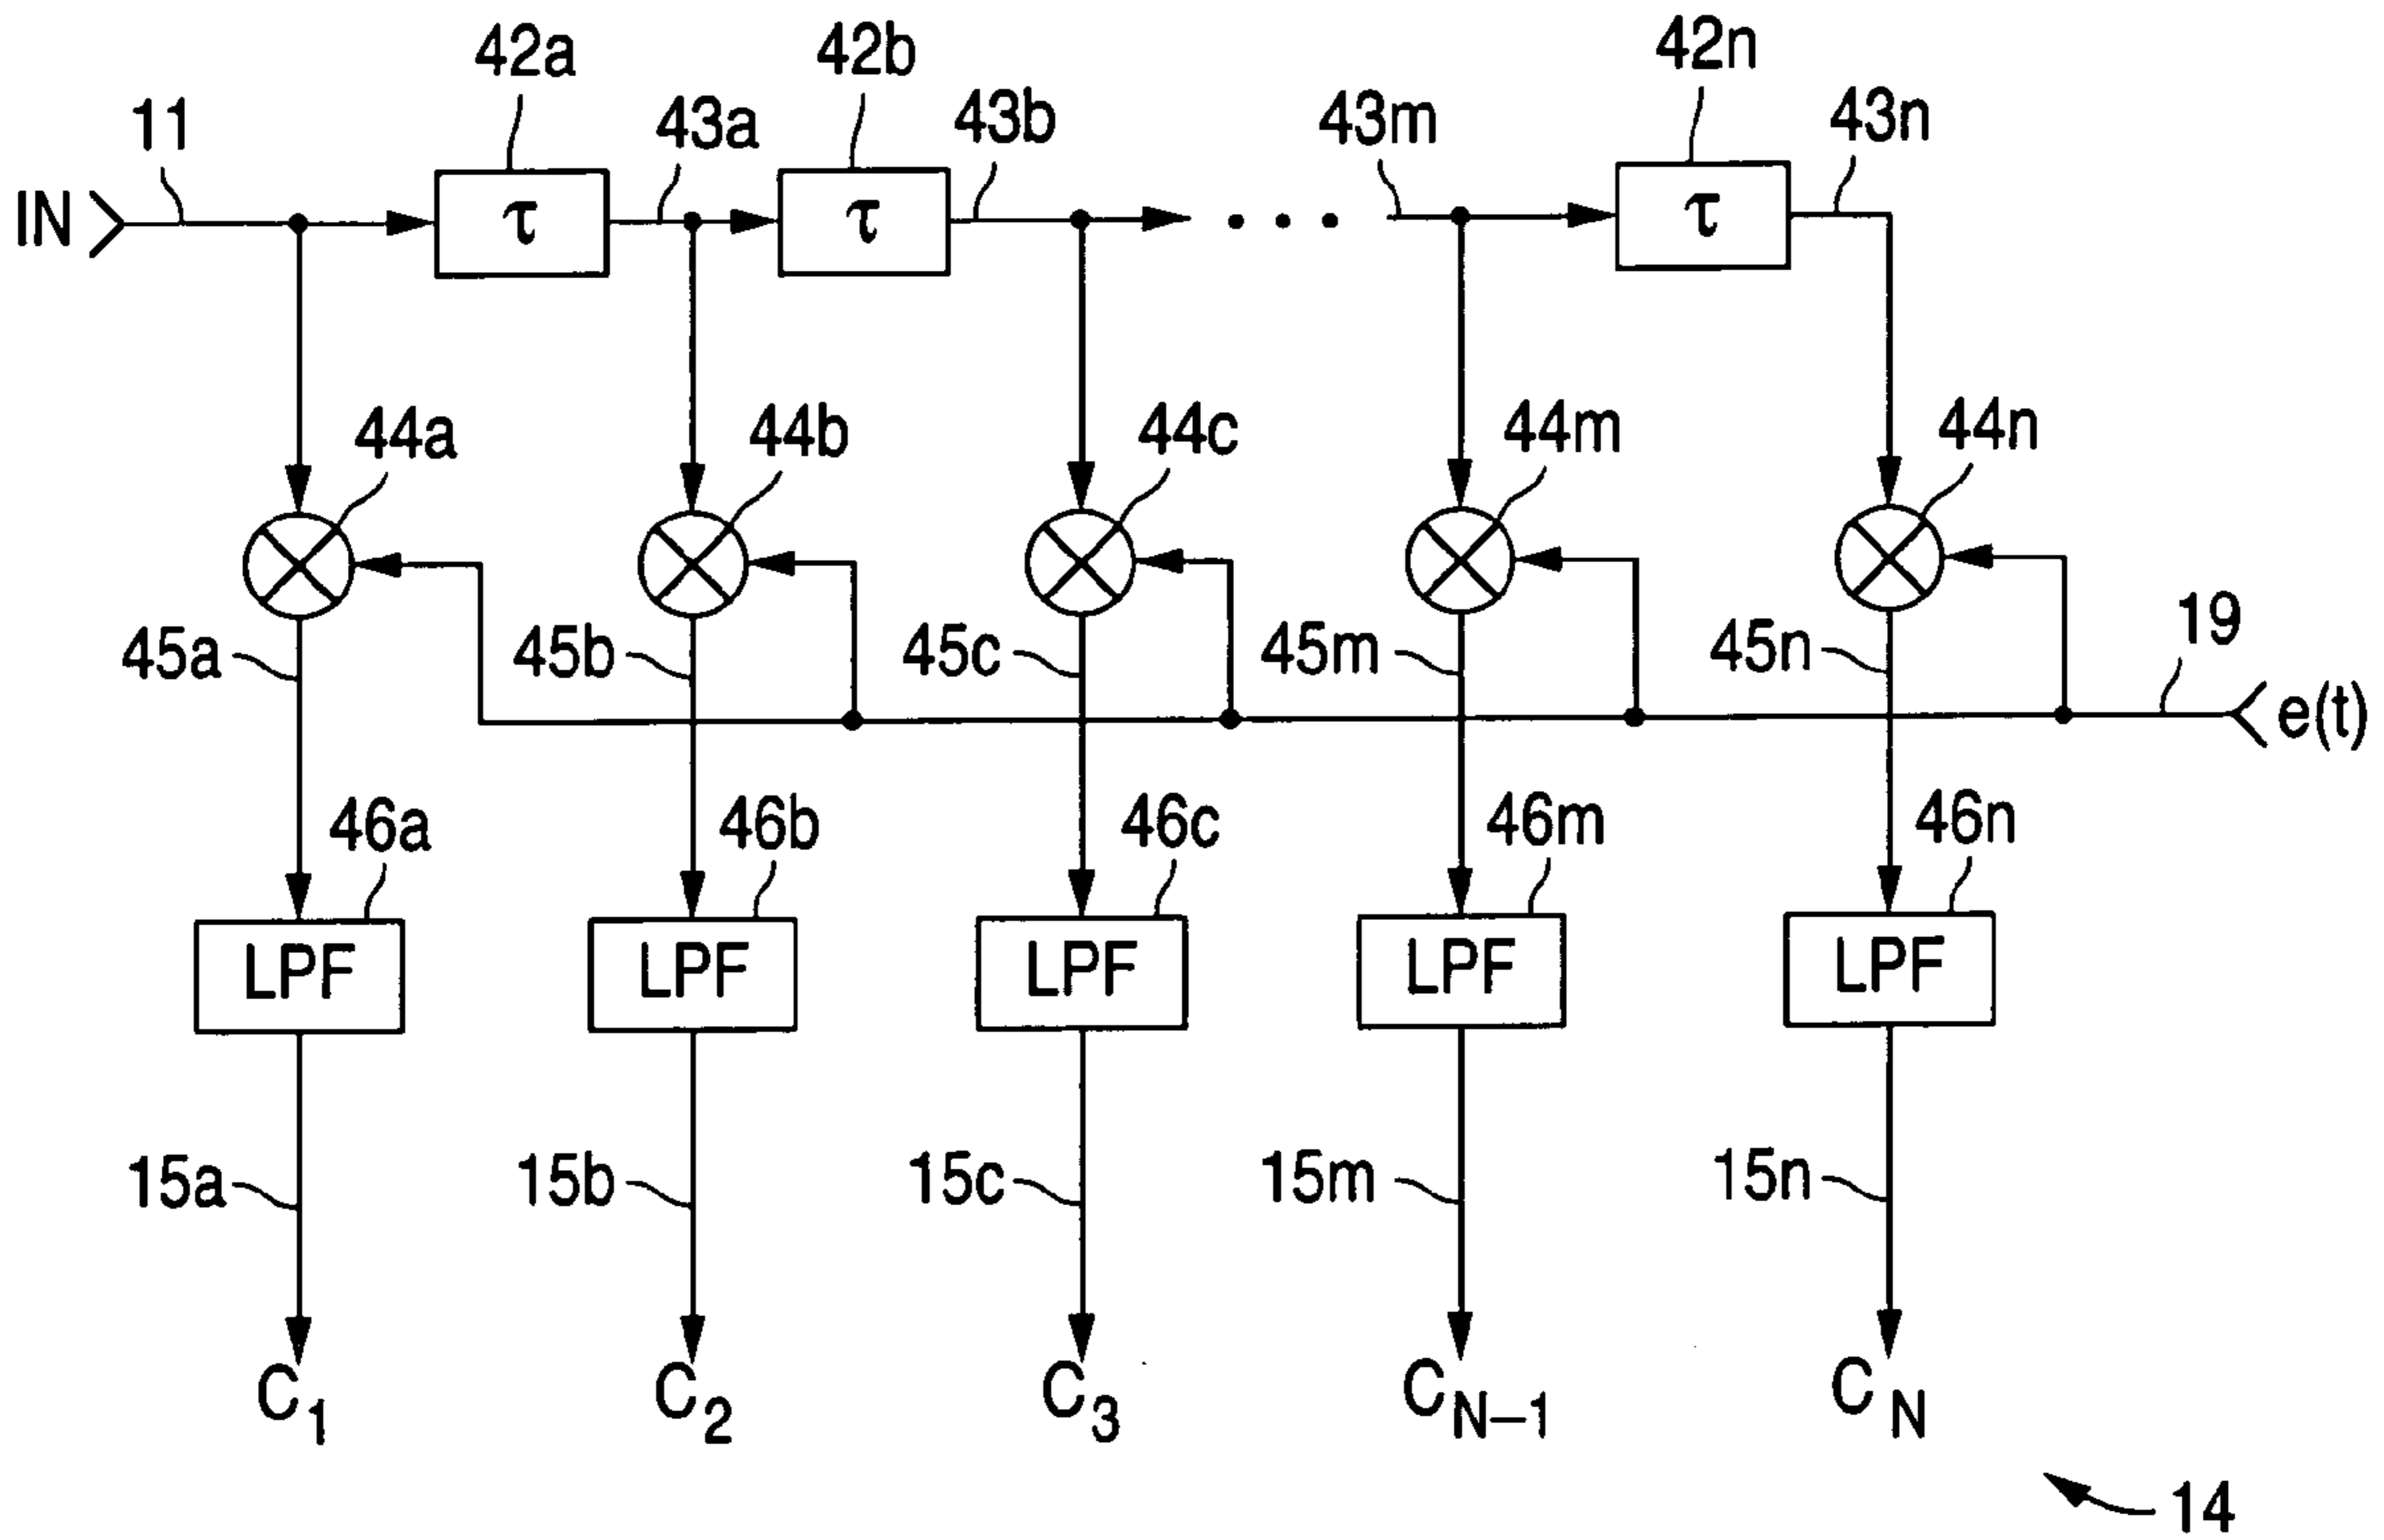 42a 42b 42n
11 43a 43b 43m 43n
IN τ τ . . . τ
44a 44b 44c 44m 44n
45a 45b 45c 45m 45n 19
e(t)
46a 46b 46c 46m 46n
LPF LPF LPF LPF LPF
15a 15b 15c 15m 15n
C1 C2 C3 CN−1 CN
14